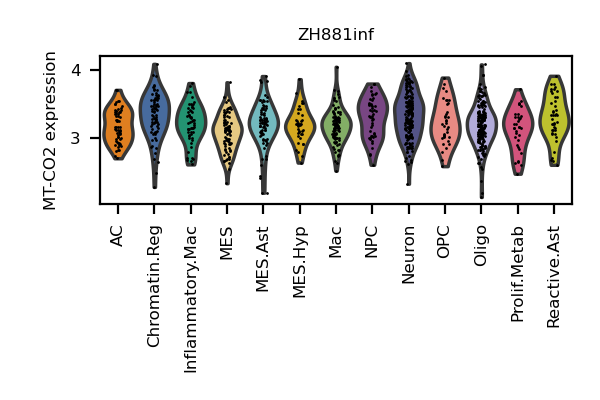 ZH881inf
MT-CO2 expression
4
3
AC
Chromatin.Reg
Inflammatory.Mac
MES
MES.Ast
MES.Hyp
Mac
NPC
Neuron
OPC
Oligo
Prolif.Metab
Reactive.Ast